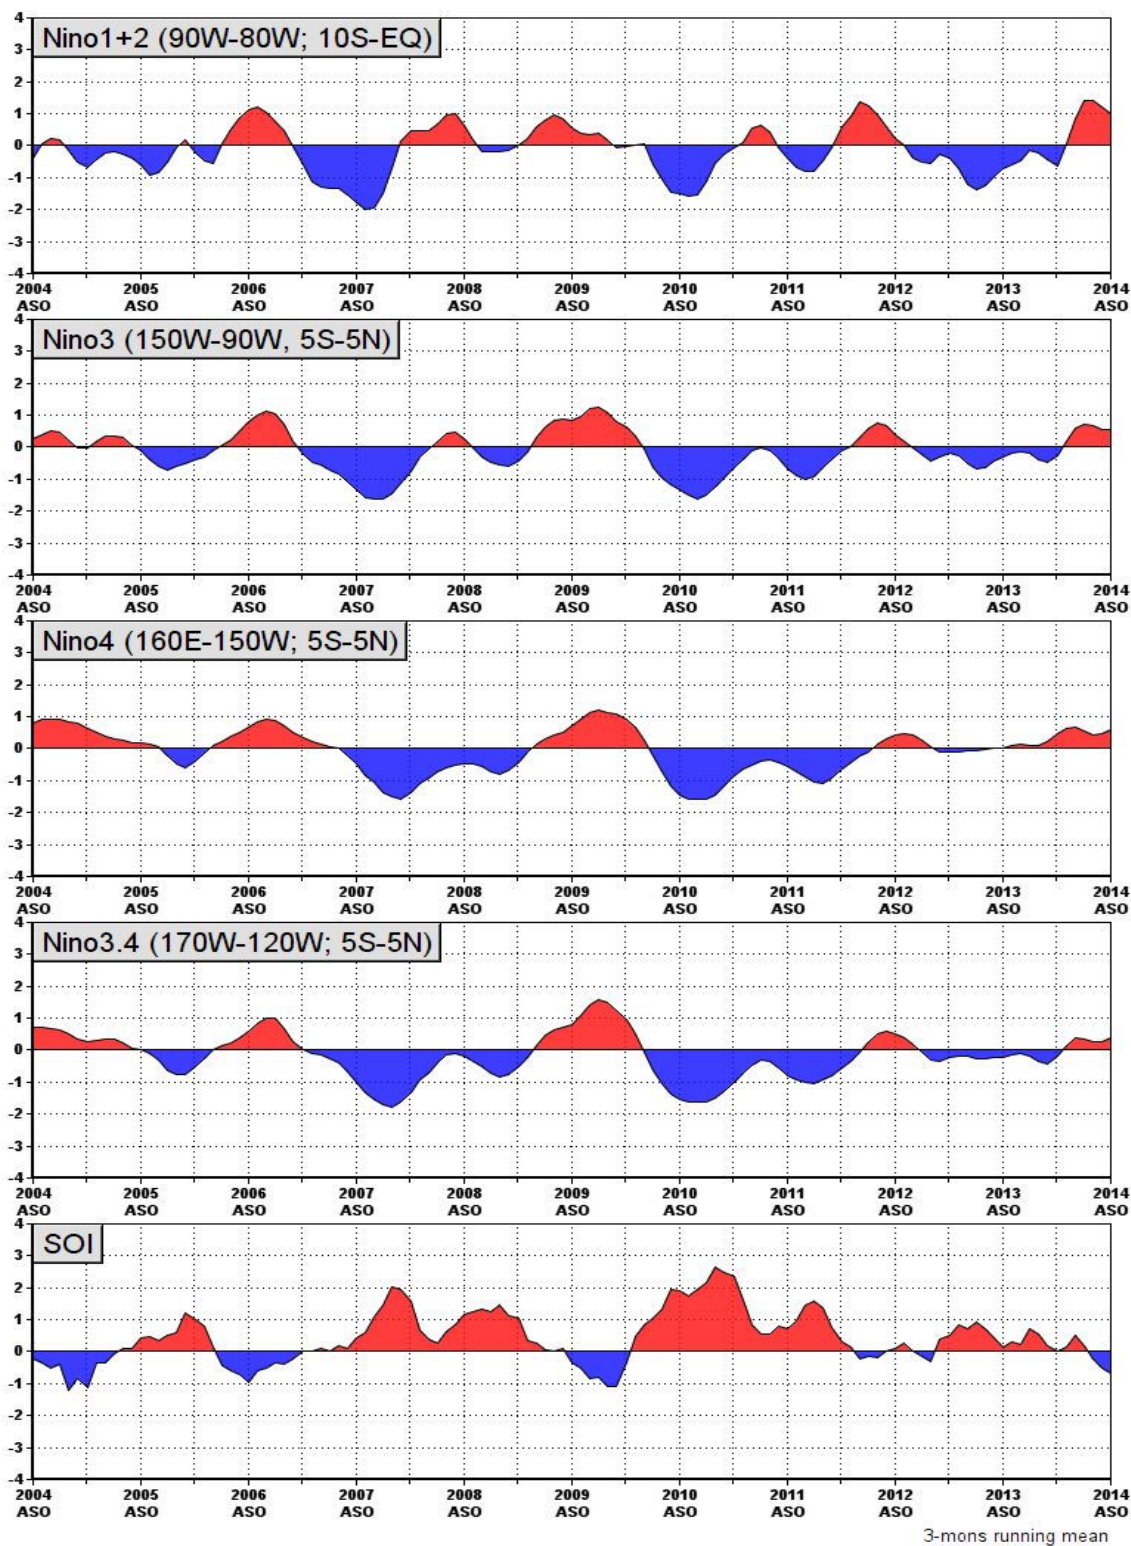 4
3
2
1
0
-1
-2
-3
-4
Nino1+2 (90W-80W; 10S-EQ)
2004 2005 2006 2007 2008 2009 2010 2011 2012 2013 2014
ASO ASO ASO ASO ASO ASO ASO ASO ASO ASO ASO
4
3
2
1
0
-1
-2
-3
-4
Nino3 (150W-90W, 5S-5N)
2004 2005 2006 2007 2008 2009 2010 2011 2012 2013 2014
ASO ASO ASO ASO ASO ASO ASO ASO ASO ASO ASO
4
3
2
1
0
-1
-2
-3
-4
Nino4 (160E-150W; 5S-5N)
2004 2005 2006 2007 2008 2009 2010 2011 2012 2013 2014
ASO ASO ASO ASO ASO ASO ASO ASO ASO ASO ASO
4
3
2
1
0
-1
-2
-3
-4
Nino3.4 (170W-120W; 5S-5N)
2004 2005 2006 2007 2008 2009 2010 2011 2012 2013 2014
ASO ASO ASO ASO ASO ASO ASO ASO ASO ASO ASO
4
3
2
1
0
-1
-2
-3
-4
SOI
2004 2005 2006 2007 2008 2009 2010 2011 2012 2013 2014
ASO ASO ASO ASO ASO ASO ASO ASO ASO ASO ASO
3-mons running mean